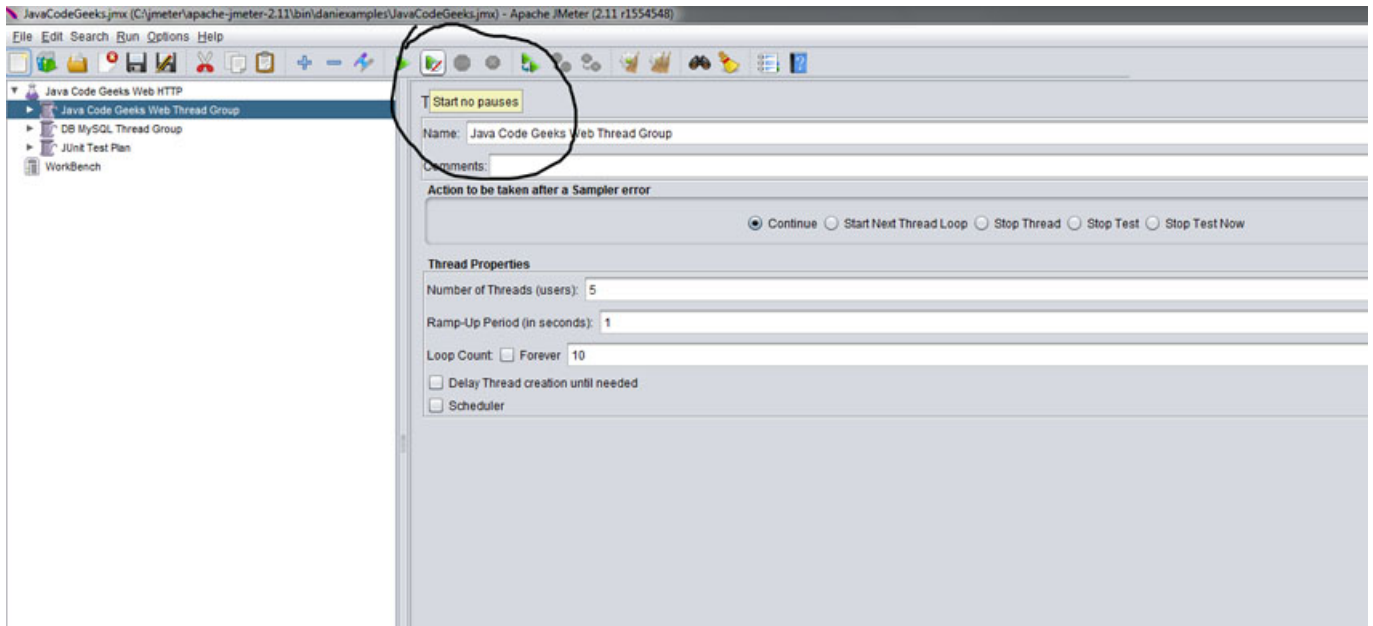 JavaCodeGeeks.jmx (C:\jmeter\apache-jmeter-2.11\bin\daniexamples\JavaCodeGeeks.jmx) - Apache JMeter (2.11 r1554548)
File Edit Search Run Options Help
Java Code Geeks Web HTTP
Java Code Geeks Web Thread Group
DB MySQL Thread Group
JUnit Test Plan
WorkBench
T Start no pauses
Name: Java Code Geeks Web Thread Group
Comments:
Action to be taken after a Sampler error
Continue Start Next Thread Loop Stop Thread Stop Test Stop Test Now
Thread Properties
Number of Threads (users): 5
Ramp-Up Period (in seconds): 1
Loop Count: Forever 10
Delay Thread creation until needed
Scheduler